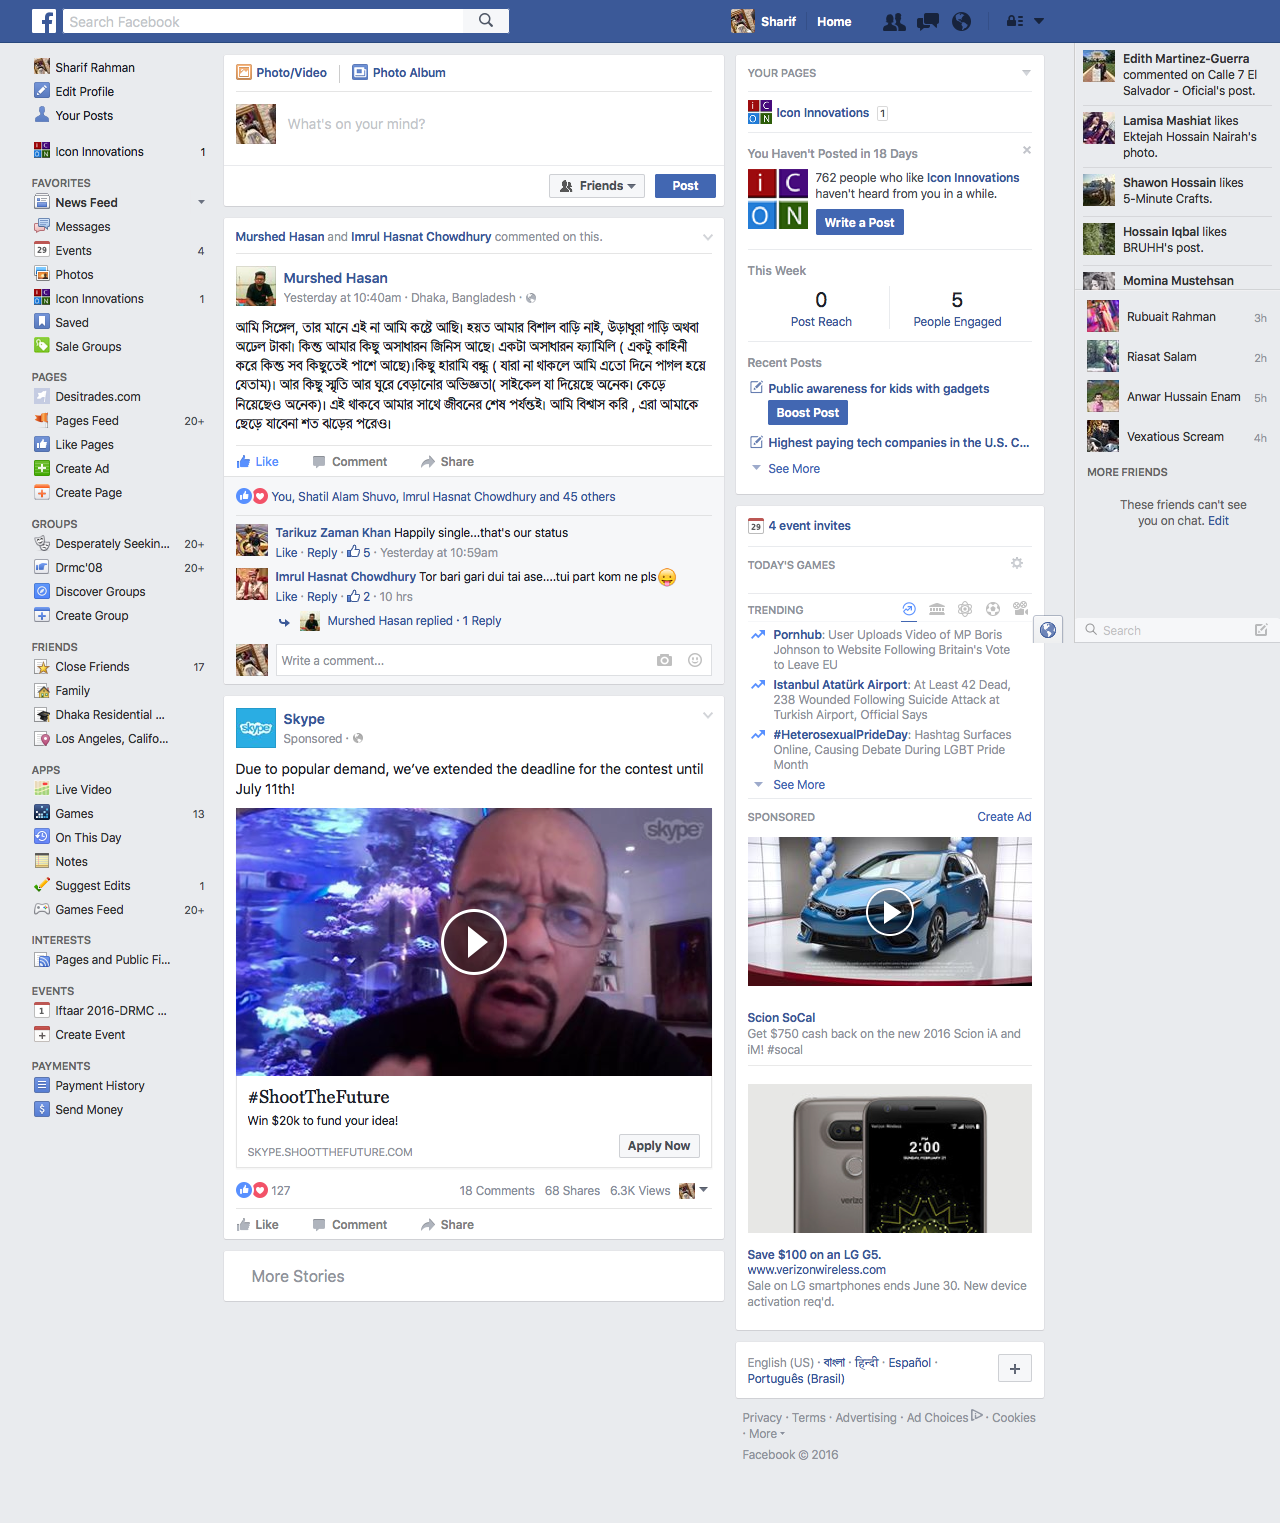 Search Facebook
Sharif
Home
Sharif Rahman
Edit Profile
Your Posts
Icon Innovations 1
FAVORITES
News Feed
Messages
Events 4
Photos
Icon Innovations 1
Saved
Sale Groups
PAGES
Desitrades.com
Pages Feed 20+
Like Pages
Create Ad
Create Page
GROUPS
Desperately Seekin... 20+
Drmc'08 20+
Discover Groups
Create Group
FRIENDS
Close Friends 17
Family
Dhaka Residential ...
Los Angeles, Califo...
APPS
Live Video
Games 13
On This Day
Notes
Suggest Edits 1
Games Feed 20+
INTERESTS
Pages and Public Fi...
EVENTS
Iftaar 2016-DRMC ...
Create Event
PAYMENTS
Payment History
Send Money
Photo/Video
Photo Album
What's on your mind?
Friends
Post
Murshed Hasan and Imrul Hasnat Chowdhury commented on this.
Murshed Hasan
Yesterday at 10:40am · Dhaka, Bangladesh ·
আমি সিঙ্গেল, তার মানে এই না আমি কষ্টে আছি। হয়ত আমার বিশাল বাড়ি নাই, উড়াধুরা গাড়ি অথবা
অঢেল টাকা। কিন্তু আমার কিছু অসাধারন জিনিস আছে। একটা অসাধারন ফ্যামিলি ( একটু কাহিনী
করে কিন্তু সব কিছুতেই পাশে আছে)।কিছু হারামি বন্ধু ( যারা না থাকলে আমি এতো দিনে পাগল হয়ে
যেতাম)। আর কিছু স্মৃতি আর ঘুরে বেড়ানোর অভিজ্ঞতা( সাইকেল যা দিয়েছে অনেক। কেড়ে
নিয়েছেও অনেক)। এই থাকবে আমার সাথে জীবনের শেষ পর্যন্তই। আমি বিশ্বাস করি , এরা আমাকে
ছেড়ে যাবেনা শত ঝড়ের পরেও।
Like Comment Share
You, Shatil Alam Shuvo, Imrul Hasnat Chowdhury and 45 others
Tarikuz Zaman Khan Happily single...that's our status
Like · Reply · 5 · Yesterday at 10:59am
Imrul Hasnat Chowdhury Tor bari gari dui tai ase....tui part kom ne pls
Like · Reply · 2 · 10 hrs
Murshed Hasan replied · 1 Reply
Write a comment...
Skype
Sponsored ·
Due to popular demand, we've extended the deadline for the contest until
July 11th!
skype
#ShootTheFuture
Win $20k to fund your idea!
SKYPE.SHOOTTHEFUTURE.COM
Apply Now
127
18 Comments 68 Shares 6.3K Views
Like Comment Share
More Stories
YOUR PAGES
Icon Innovations 1
You Haven't Posted in 18 Days
iCON
762 people who like Icon Innovations
haven't heard from you in a while.
Write a Post
This Week
0 5
Post Reach People Engaged
Recent Posts
Public awareness for kids with gadgets
Boost Post
Highest paying tech companies in the U.S. C...
See More
29 4 event invites
TODAY'S GAMES
TRENDING
Pornhub: User Uploads Video of MP Boris
Johnson to Website Following Britain's Vote
to Leave EU
Istanbul Atatürk Airport: At Least 42 Dead,
238 Wounded Following Suicide Attack at
Turkish Airport, Official Says
#HeterosexualPrideDay: Hashtag Surfaces
Online, Causing Debate During LGBT Pride
Month
See More
SPONSORED Create Ad
Scion SoCal
Get $750 cash back on the new 2016 Scion iA and
iM! #socal
2:00
Save $100 on an LG G5.
www.verizonwireless.com
Sale on LG smartphones ends June 30. New device
activation req'd.
English (US) · বাংলা · हिन्दी · Español ·
Português (Brasil)
Privacy · Terms · Advertising · Ad Choices · Cookies
· More
Facebook © 2016
Edith Martinez-Guerra
commented on Calle 7 El
Salvador - Oficial's post.
Lamisa Mashiat likes
Ektejah Hossain Nairah's
photo.
Shawon Hossain likes
5-Minute Crafts.
Hossain Iqbal likes
BRUHH's post.
Momina Mustehsan
Rubuait Rahman 3h
Riasat Salam 2h
Anwar Hussain Enam 5h
Vexatious Scream 4h
MORE FRIENDS
These friends can't see
you on chat. Edit
Search